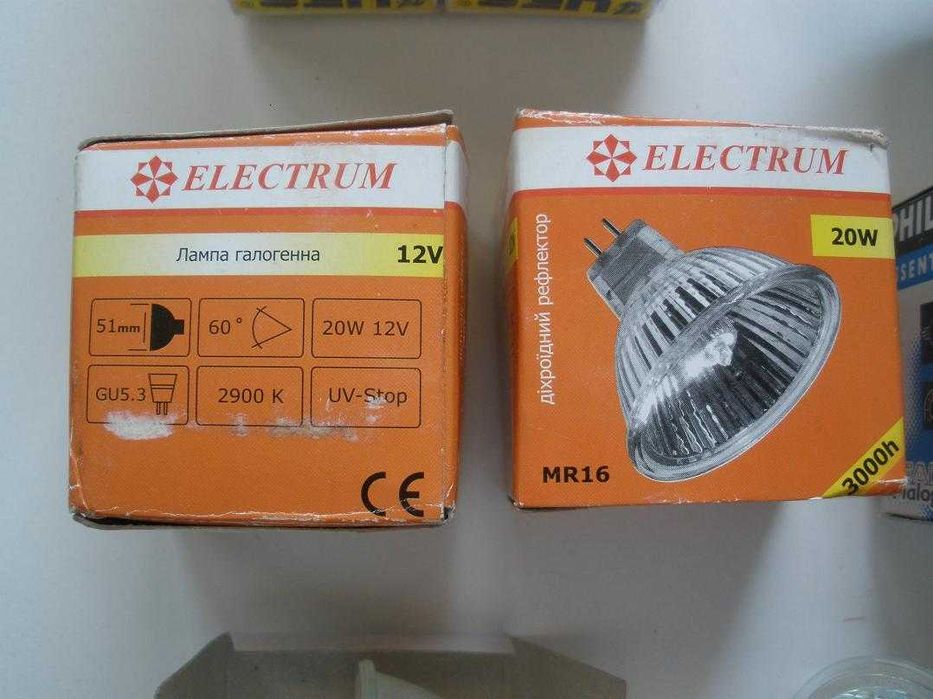 ELECTRUM
Лампа галогенна 12V
51mm
60°
20W 12V
GU5.3
2900 K
UV-Stop
CE
ELECTRUM
20W
діхроїдний рефлектор
MR16
3000h